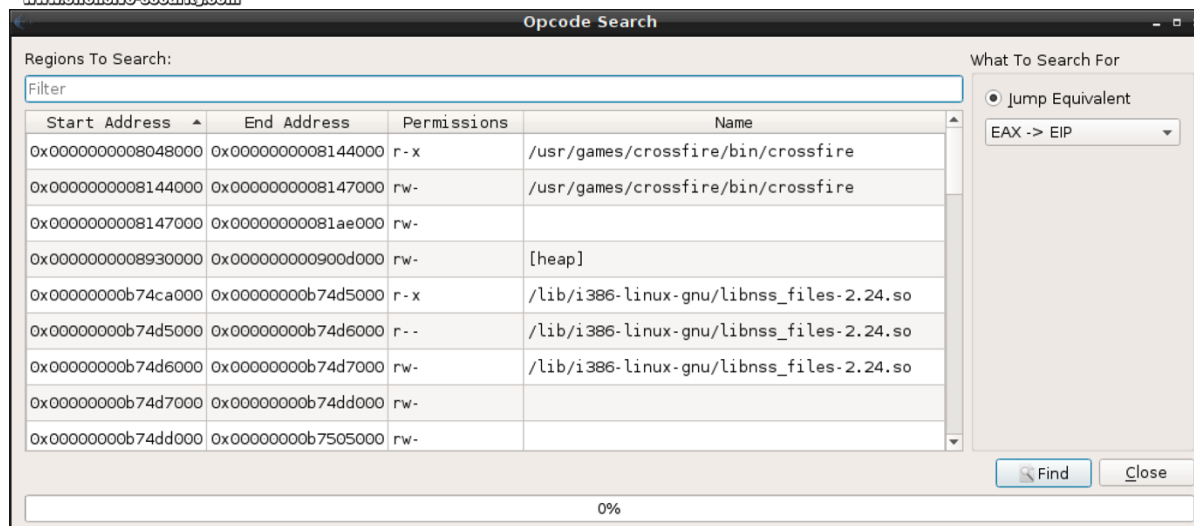 www.offensive-security.com
Opcode Search
Regions To Search:
What To Search For
Filter
Jump Equivalent
EAX -> EIP
Start Address End Address Permissions Name
0x0000000008048000 0x0000000008144000 r-x /usr/games/crossfire/bin/crossfire
0x0000000008144000 0x0000000008147000 rw- /usr/games/crossfire/bin/crossfire
0x0000000008147000 0x00000000081ae000 rw-
0x0000000008930000 0x000000000900d000 rw- [heap]
0x00000000b74ca000 0x00000000b74d5000 r-x /lib/i386-linux-gnu/libnss_files-2.24.so
0x00000000b74d5000 0x00000000b74d6000 r-- /lib/i386-linux-gnu/libnss_files-2.24.so
0x00000000b74d6000 0x00000000b74d7000 rw- /lib/i386-linux-gnu/libnss_files-2.24.so
0x00000000b74d7000 0x00000000b74dd000 rw-
0x00000000b74dd000 0x00000000b7505000 rw-
Find Close
0%